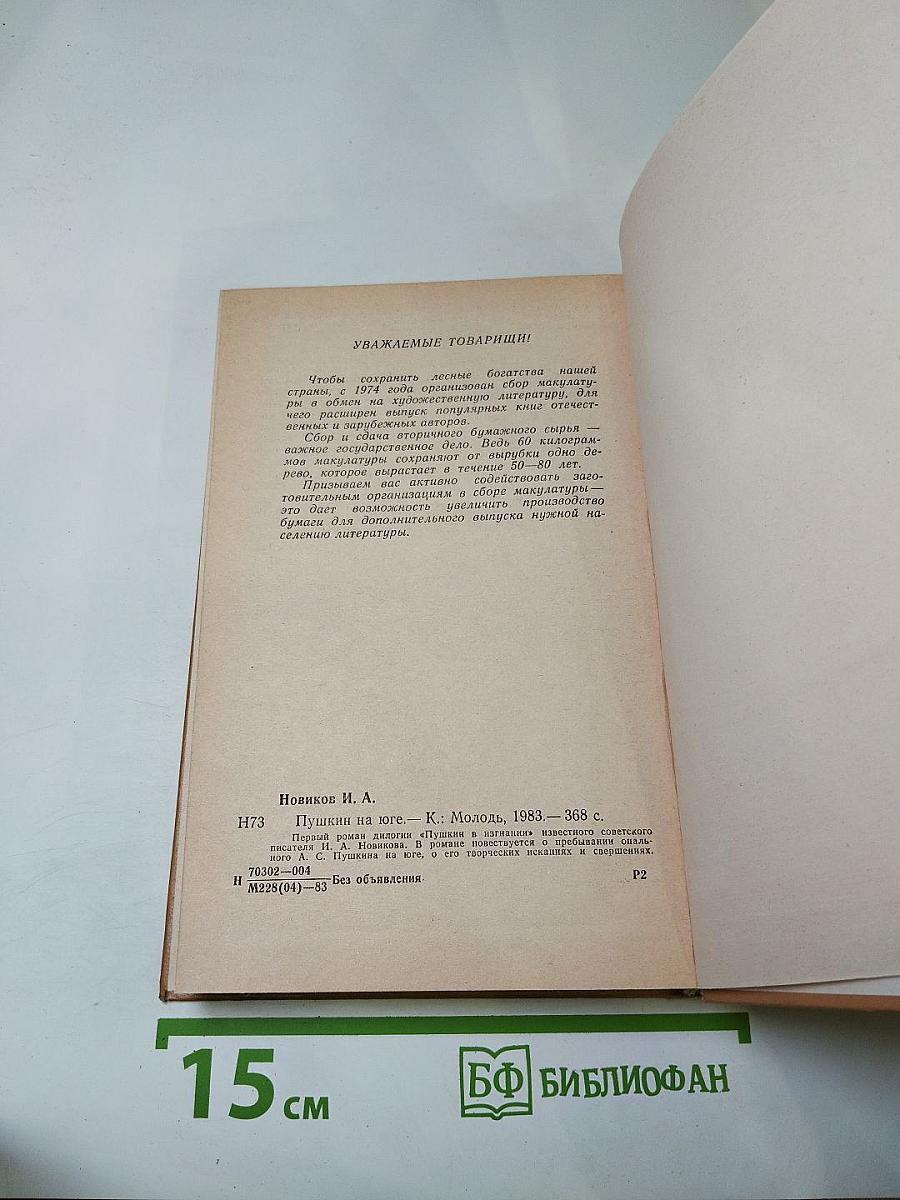 УВАЖАЕМЫЕ ТОВАРИЩИ!
Чтобы сохранить лесные богатства нашей
страны, с 1974 года организован сбор макулату-
ры в обмен на художественную литературу, для
чего расширен выпуск популярных книг отечест-
венных и зарубежных авторов.
Сбор и сдача вторичного бумажного сырья —
важное государственное дело. Ведь 60 килограм-
мов макулатуры сохраняют от вырубки одно де-
рево, которое вырастает в течение 50—80 лет.
Призываем вас активно содействовать заго-
товительным организациям в сборе макулатуры —
это дает возможность увеличить производство
бумаги для дополнительного выпуска нужной на-
селению литературы.
Новиков И. А.
Н73 Пушкин на юге.— К.: Молодь, 1983.— 368 с.
Первый роман дилогии «Пушкин в изгнании» известного советского
писателя И. А. Новикова. В романе повествуется о пребывании опаль-
ного А. С. Пушкина на юге, о его творческих исканиях и свершениях.
70302—004
Н М228(04)—83 Без объявления. Р2
15 см БФ БИБЛИОФАН